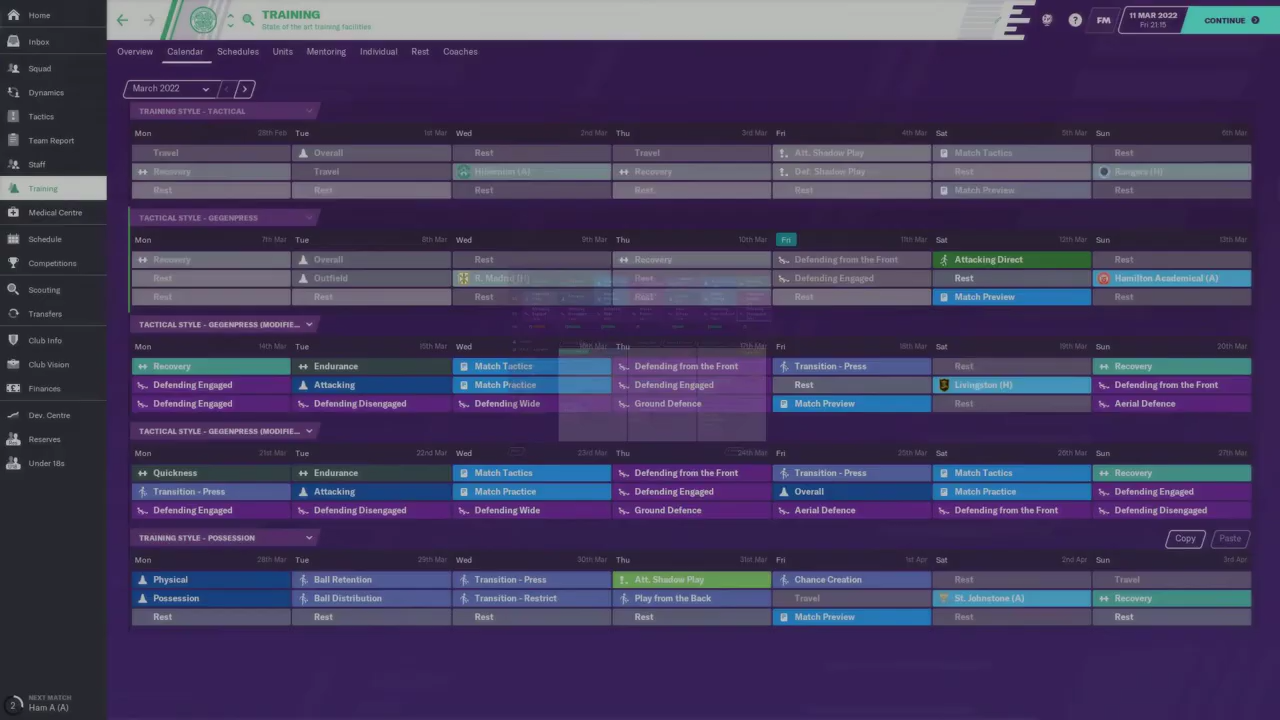 Home
Inbox
Squad
Dynamics
Tactics
Team Report
Staff
Training
Medical Centre
Schedule
Competitions
Scouting
Transfers
Club Info
Club Vision
Finances
Dev. Centre
Reserves
Under 18s
NEXT MATCH
2 Ham A (A)
TRAINING
State of the art training facilities
? FM 11 MAR 2022 Fri 21:15 CONTINUE
Overview Calendar Schedules Units Mentoring Individual Rest Coaches
March 2022
TRAINING STYLE - TACTICAL
Mon 28th Feb Tue 1st Mar Wed 2nd Mar Thu 3rd Mar Fri 4th Mar Sat 5th Mar Sun 6th Mar
Travel Overall Rest Travel Att. Shadow Play Match Tactics Rest
Recovery Travel Hibernian (A) Recovery Def. Shadow Play Rest Rangers (H)
Rest Rest Rest Rest Rest Match Preview Rest
TACTICAL STYLE - GEGENPRESS
Mon 7th Mar Tue 8th Mar Wed 9th Mar Thu 10th Mar Fri 11th Mar Sat 12th Mar Sun 13th Mar
Recovery Overall Rest Recovery Defending from the Front Attacking Direct Rest
Rest Outfield R. Madrid (H) Rest Defending Engaged Rest Hamilton Academical (A)
Rest Rest Rest Rest Rest Match Preview Rest
TACTICAL STYLE - GEGENPRESS (MODIFIE...
Mon 14th Mar Tue 15th Mar Wed 16th Mar Thu 17th Mar Fri 18th Mar Sat 19th Mar Sun 20th Mar
Recovery Endurance Match Tactics Defending from the Front Transition - Press Rest Recovery
Defending Engaged Attacking Match Practice Defending Engaged Rest Livingston (H) Defending from the Front
Defending Engaged Defending Disengaged Defending Wide Ground Defence Match Preview Rest Aerial Defence
TACTICAL STYLE - GEGENPRESS (MODIFIE...
Mon 21st Mar Tue 22nd Mar Wed 23rd Mar Thu 24th Mar Fri 25th Mar Sat 26th Mar Sun 27th Mar
Quickness Endurance Match Tactics Defending from the Front Transition - Press Match Tactics Recovery
Transition - Press Attacking Match Practice Defending Engaged Overall Match Practice Defending Engaged
Defending Engaged Defending Disengaged Defending Wide Ground Defence Aerial Defence Defending from the Front Defending Disengaged
TRAINING STYLE - POSSESSION Copy Paste
Mon 28th Mar Tue 29th Mar Wed 30th Mar Thu 31st Mar Fri 1st Apr Sat 2nd Apr Sun 3rd Apr
Physical Ball Retention Transition - Press Att. Shadow Play Chance Creation Rest Travel
Possession Ball Distribution Transition - Restrict Play from the Back Travel St. Johnstone (A) Recovery
Rest Rest Rest Rest Match Preview Rest Rest